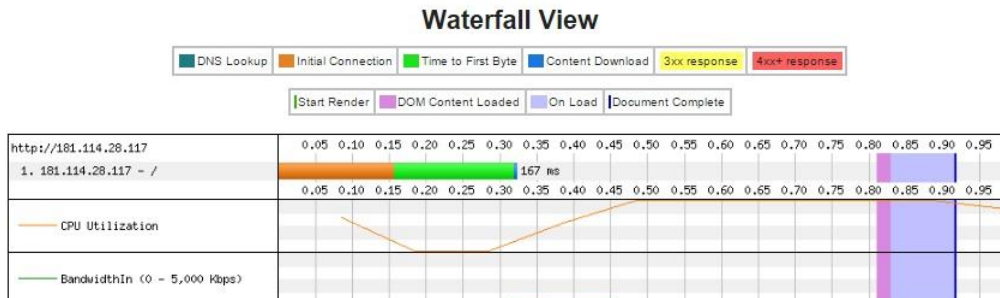 Waterfall View
DNS Lookup Initial Connection Time to First Byte Content Download 3xx response 4xx+ response
Start Render DOM Content Loaded On Load Document Complete
http://181.114.28.117 0.05 0.10 0.15 0.20 0.25 0.30 0.35 0.40 0.45 0.50 0.55 0.60 0.65 0.70 0.75 0.80 0.85 0.90 0.95
1. 181.114.28.117 - / 167 ms
0.05 0.10 0.15 0.20 0.25 0.30 0.35 0.40 0.45 0.50 0.55 0.60 0.65 0.70 0.75 0.80 0.85 0.90 0.95
CPU Utilization
BandwidthIn (0 - 5,000 Kbps)